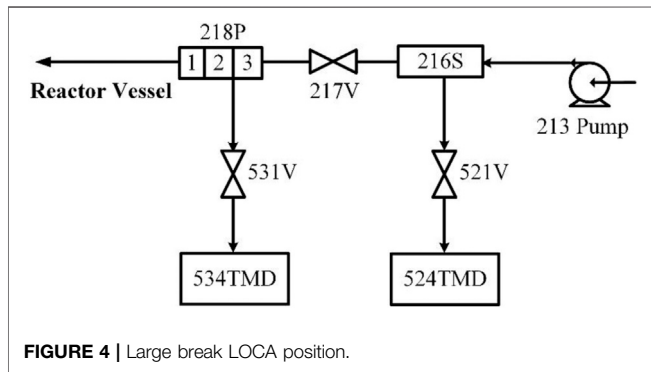 218P
1 2 3
216S
Reactor Vessel
217V
213 Pump
531V
521V
534TMD
524TMD
FIGURE 4 | Large break LOCA position.